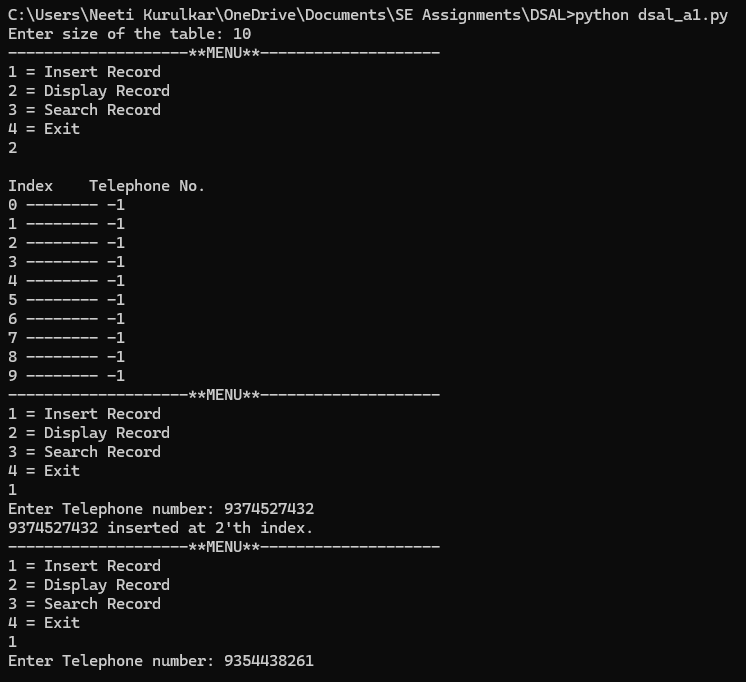 C:\Users\Neeti Kurulkar\OneDrive\Documents\SE Assignments\DSAL>python dsal_a1.py
Enter size of the table: 10
--------------------**MENU**--------------------
1 = Insert Record
2 = Display Record
3 = Search Record
4 = Exit
2

Index    Telephone No.
0 -------- -1
1 -------- -1
2 -------- -1
3 -------- -1
4 -------- -1
5 -------- -1
6 -------- -1
7 -------- -1
8 -------- -1
9 -------- -1
--------------------**MENU**--------------------
1 = Insert Record
2 = Display Record
3 = Search Record
4 = Exit
1
Enter Telephone number: 9374527432
9374527432 inserted at 2'th index.
--------------------**MENU**--------------------
1 = Insert Record
2 = Display Record
3 = Search Record
4 = Exit
1
Enter Telephone number: 9354438261